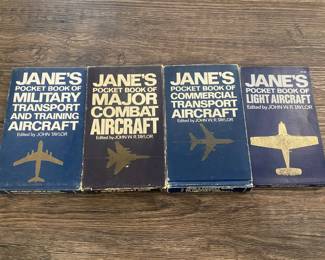 JANE'S
POCKET BOOK OF
MILITARY
TRANSPORT
AND TRAINING
AIRCRAFT
Edited by JOHN W.R. TAYLOR
JANE'S
POCKET BOOK OF
MAJOR
COMBAT
AIRCRAFT
Edited by JOHN W.R. TAYLOR
JANE'S
POCKET BOOK OF
COMMERCIAL
TRANSPORT
AIRCRAFT
Edited by JOHN W.R. TAYLOR
JANE'S
POCKET BOOK OF
LIGHT AIRCRAFT
Edited by JOHN W.R. TAYLOR